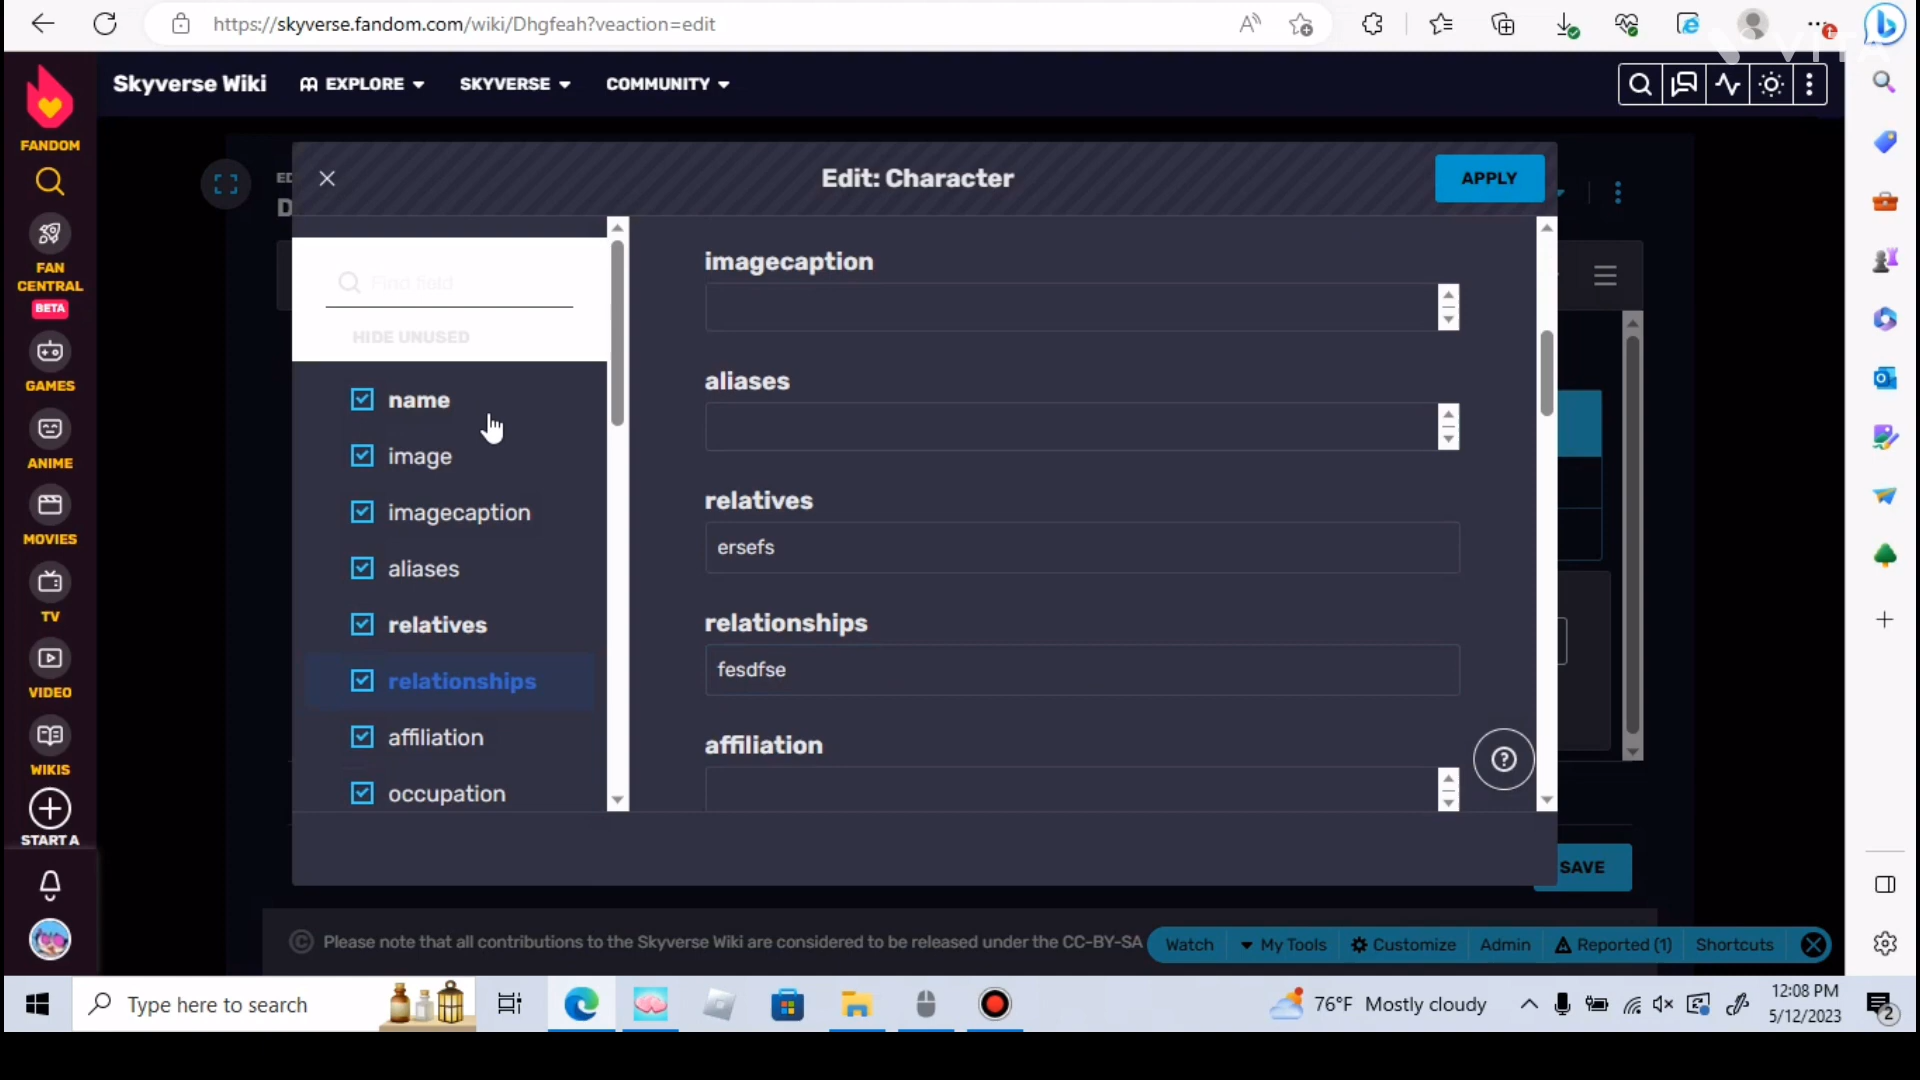 https://skyverse.fandom.com/wiki/Dhgfeah?veaction=edit
VITA
Skyverse Wiki
EXPLORE
SKYVERSE
COMMUNITY
FANDOM
FAN
CENTRAL
BETA
GAMES
ANIME
MOVIES
TV
VIDEO
WIKIS
START A
Edit: Character
APPLY
Find field
HIDE UNUSED
name
image
imagecaption
aliases
relatives
relationships
affiliation
occupation
imagecaption
aliases
relatives
ersefs
relationships
fesdfse
affiliation
SAVE
Please note that all contributions to the Skyverse Wiki are considered to be released under the CC-BY-SA
Watch
My Tools
Customize
Admin
Reported (1)
Shortcuts
Type here to search
76°F Mostly cloudy
12:08 PM
5/12/2023
2